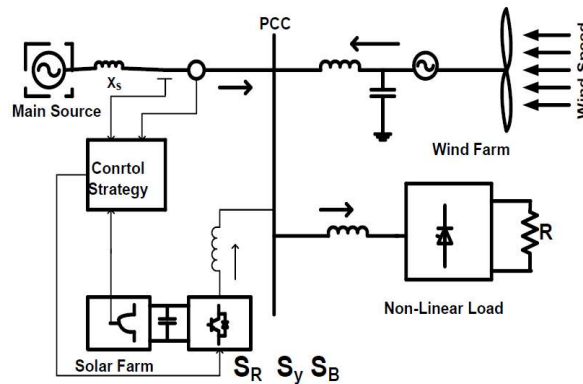 PCC
Xs
Main Source
Wind Speed
Wind Farm
Conrtol
Strategy
R
Non-Linear Load
Solar Farm
SR Sy SB